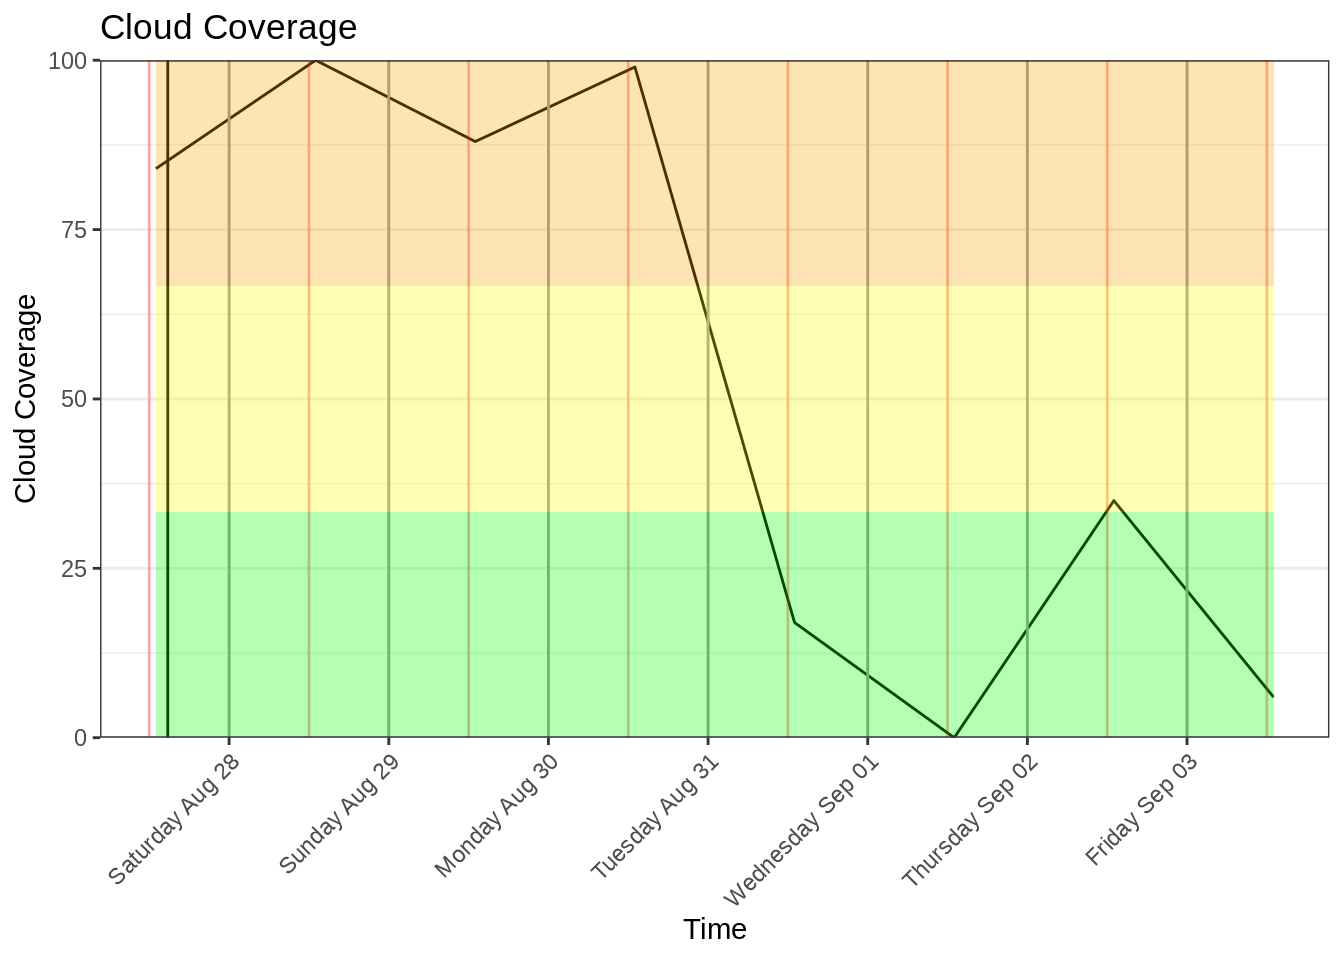 Cloud Coverage
100
75
50
25
0
Cloud Coverage
Saturday Aug 28
Sunday Aug 29
Monday Aug 30
Tuesday Aug 31
Wednesday Sep 01
Thursday Sep 02
Friday Sep 03
Time